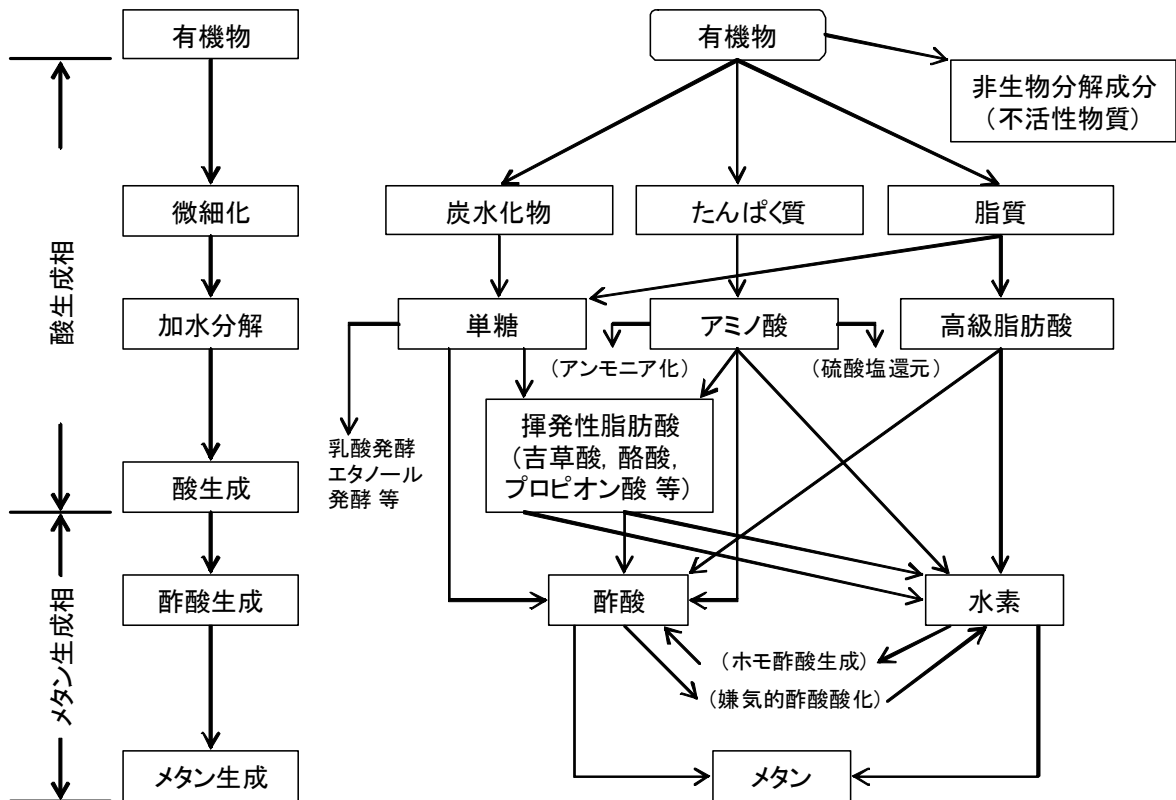 有機物
微細化
加水分解
酸生成
酢酸生成
メタン生成
酸生成相
メタン生成相
有機物
非生物分解成分
（不活性物質）
炭水化物
たんぱく質
脂質
単糖
アミノ酸
高級脂肪酸
（アンモニア化）
（硫酸塩還元）
乳酸発酵
エタノール
発酵 等
揮発性脂肪酸
（吉草酸, 酪酸,
プロピオン酸 等）
酢酸
水素
（ホモ酢酸生成）
（嫌気的酢酸酸化）
メタン